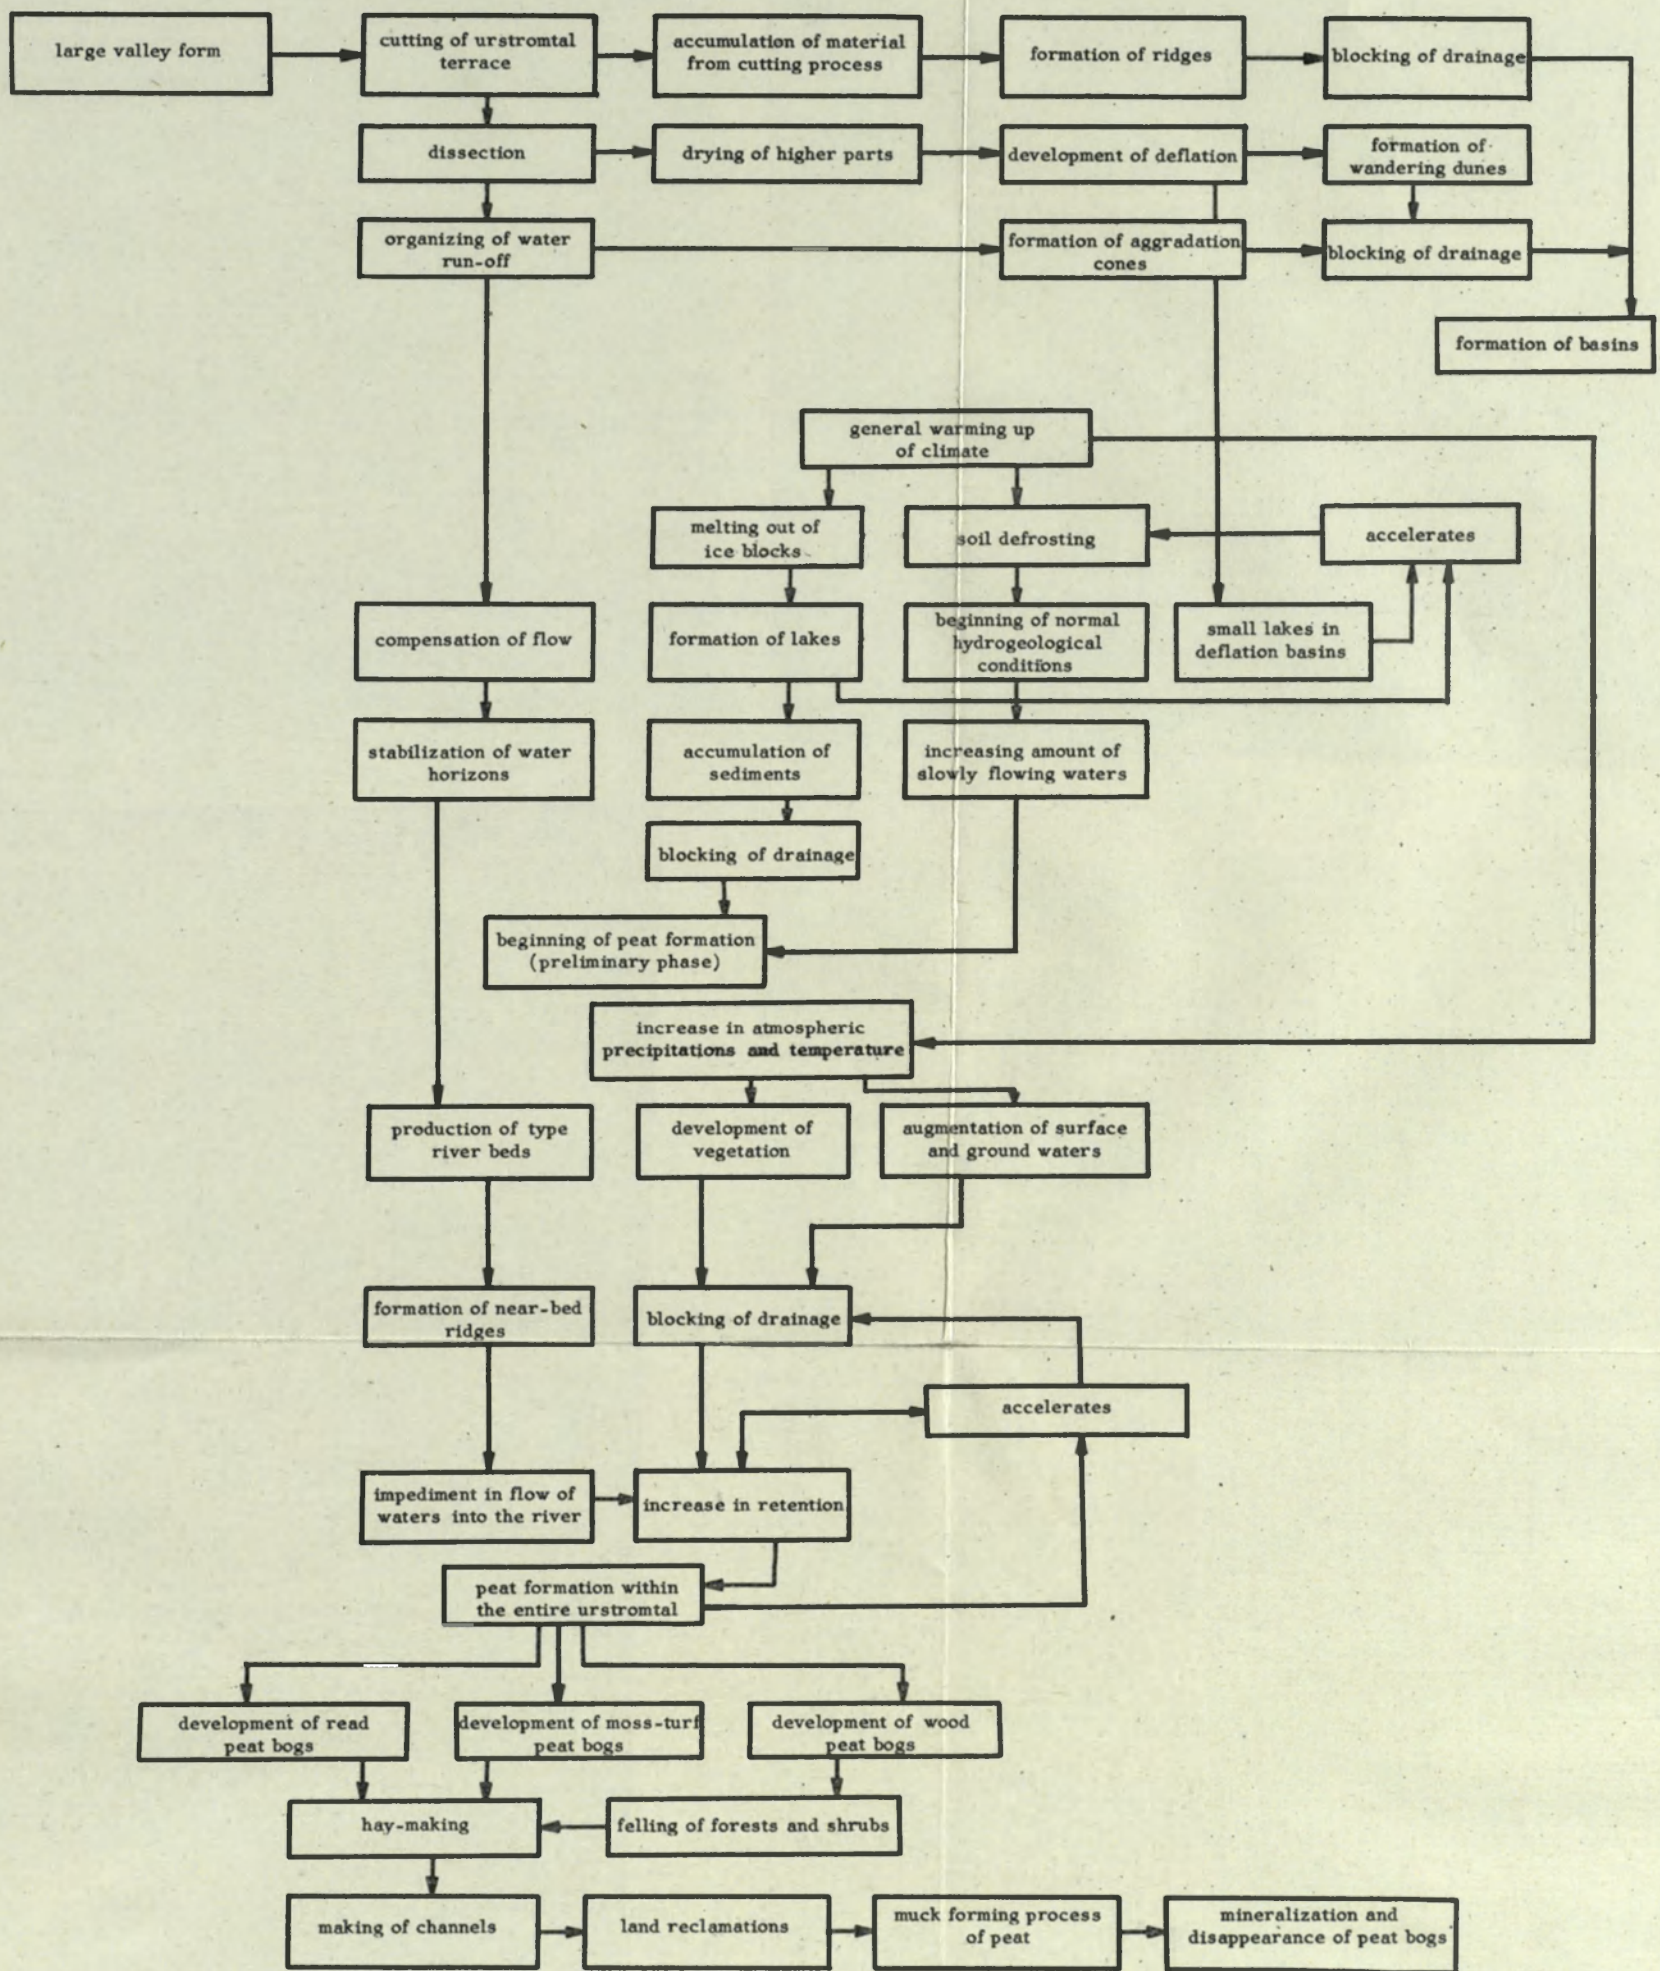 large valley form
cutting of urstromtal
terrace
accumulation of material
from cutting process
formation of ridges
blocking of drainage
dissection
drying of higher parts
development of deflation
formation of
wandering dunes
organizing of water
run-off
formation of aggradation
cones
blocking of drainage
formation of basins
general warming up
of climate
melting out of
ice blocks
soil defrosting
accelerates
compensation of flow
formation of lakes
beginning of normal
hydrogeological
conditions
small lakes in
deflation basins
stabilization of water
horizons
accumulation of
sediments
increasing amount of
slowly flowing waters
blocking of drainage
beginning of peat formation
(preliminary phase)
increase in atmospheric
precipitations and temperature
production of type
river beds
development of
vegetation
augmentation of surface
and ground waters
formation of near-bed
ridges
blocking of drainage
accelerates
impediment in flow of
waters into the river
increase in retention
peat formation within
the entire urstromtal
development of read
peat bogs
development of moss-turf
peat bogs
development of wood
peat bogs
hay-making
felling of forests and shrubs
making of channels
land reclamations
muck forming process
of peat
mineralization and
disappearance of peat bogs